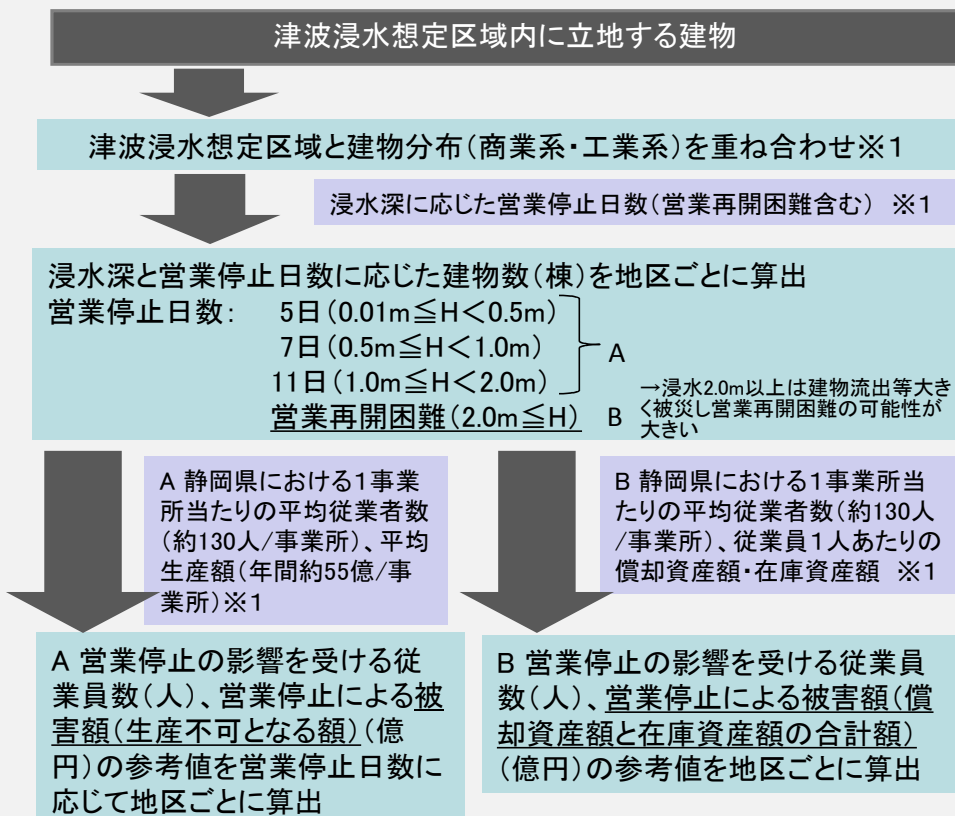 津波浸水想定区域内に立地する建物
津波浸水想定区域と建物分布(商業系・工業系)を重ね合わせ※1
浸水深に応じた営業停止日数(営業再開困難含む) ※1
浸水深と営業停止日数に応じた建物数(棟)を地区ごとに算出
営業停止日数: 5日(0.01m≦H<0.5m)
7日(0.5m≦H<1.0m)
11日(1.0m≦H<2.0m)
A
営業再開困難(2.0m≦H) B
→浸水2.0m以上は建物流出等大き
く被災し営業再開困難の可能性が
大きい
A 静岡県における1事業
所当たりの平均従業者数
(約130人/事業所)、平均
生産額(年間約55億/事
業所)※1
B 静岡県における1事業所当
たりの平均従業者数(約130人
/事業所)、従業員1人あたりの
償却資産額・在庫資産額 ※1
A 営業停止の影響を受ける従
業員数(人)、営業停止による被
害額(生産不可となる額)(億
円)の参考値を営業停止日数に
応じて地区ごとに算出
B 営業停止の影響を受ける従業員
数(人)、営業停止による被害額(償
却資産額と在庫資産額の合計額)
(億円)の参考値を地区ごとに算出